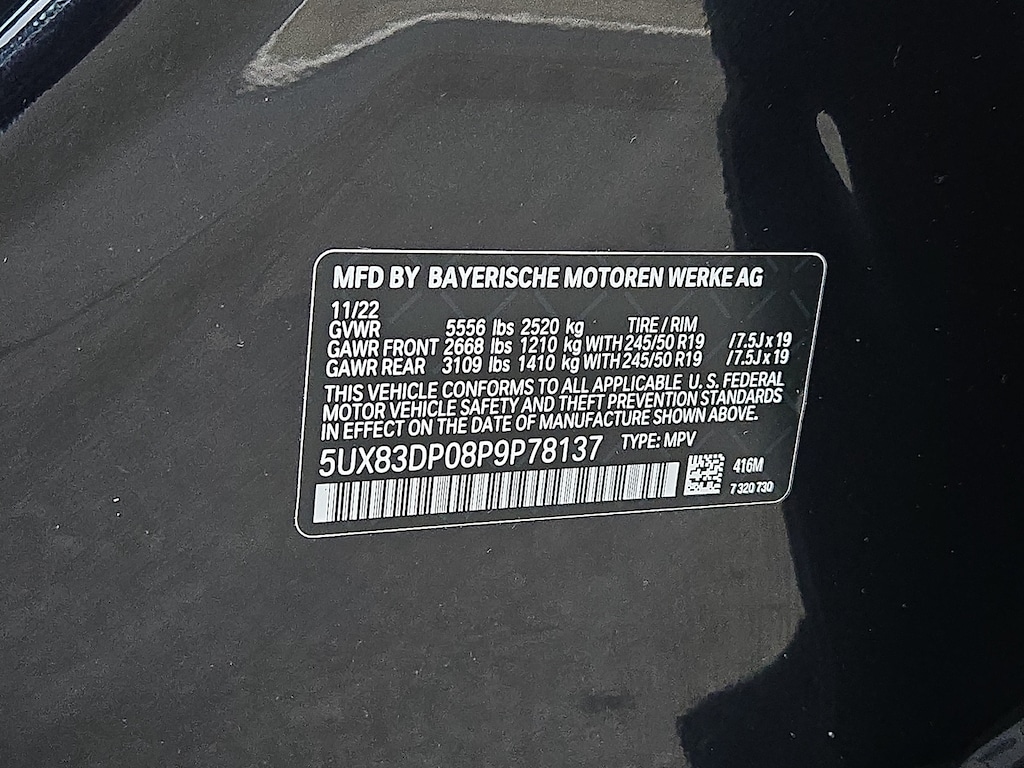 MFD BY BAYERISCHE MOTOREN WERKE AG
11/22
GVWR 5556 lbs 2520 kg TIRE / RIM
GAWR FRONT 2668 lbs 1210 kg WITH 245/50 R19 /7.5J x 19
GAWR REAR 3109 lbs 1410 kg WITH 245/50 R19 /7.5J x 19
THIS VEHICLE CONFORMS TO ALL APPLICABLE U. S. FEDERAL
MOTOR VEHICLE SAFETY AND THEFT PREVENTION STANDARDS
IN EFFECT ON THE DATE OF MANUFACTURE SHOWN ABOVE.
5UX83DP08P9P78137 TYPE: MPV
416M
7 320 730